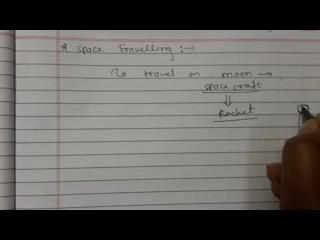 * Space Travelling :→
To travel on moon →
space craft
⇓
Rocket